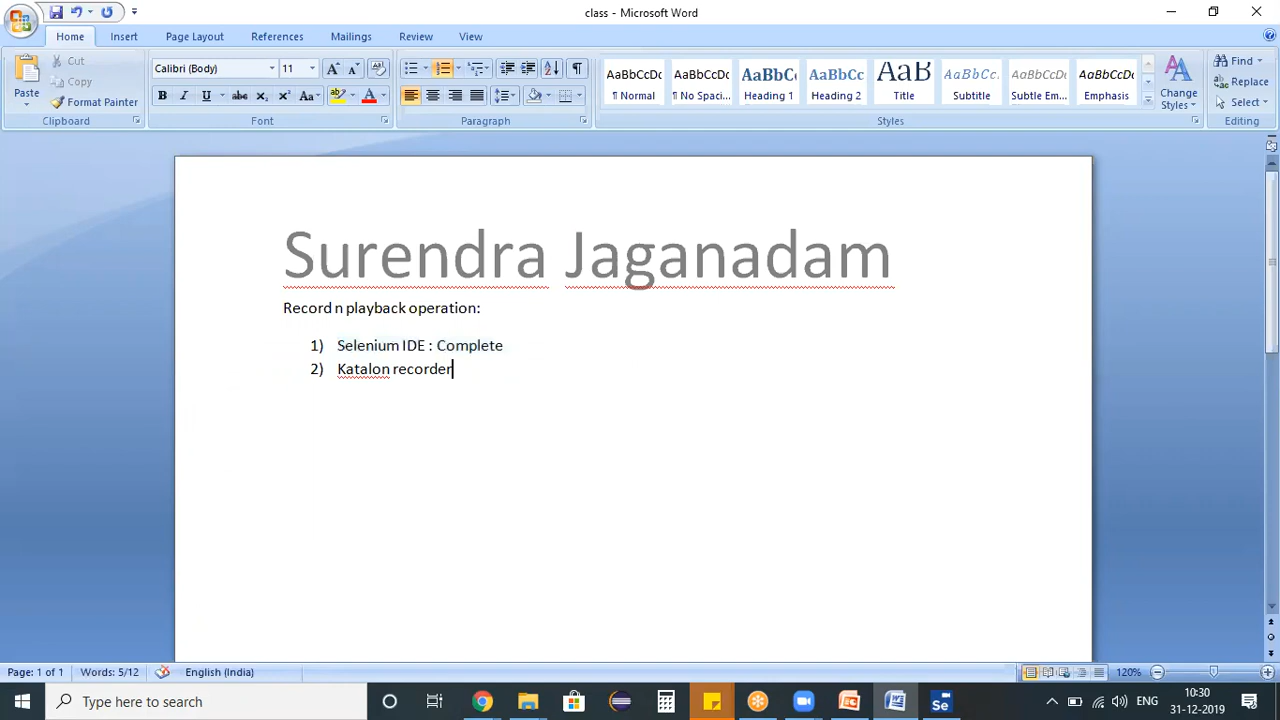 class - Microsoft Word
Home Insert Page Layout References Mailings Review View
Paste
Cut
Copy
Format Painter
Clipboard
Calibri (Body) 11
Font
Paragraph
AaBbCcDc AaBbCcDc AaBbCc AaBbCc AaB AaBbCc. AaBbCcDc AaBbCcDc
¶ Normal ¶ No Spaci... Heading 1 Heading 2 Title Subtitle Subtle Em... Emphasis
Change Styles
Styles
Find
Replace
Select
Editing
Surendra Jaganadam
Record n playback operation:
1) Selenium IDE : Complete
2) Katalon recorder
Page: 1 of 1 Words: 5/12 English (India) 120%
Type here to search
Se
ENG
10:30
31-12-2019